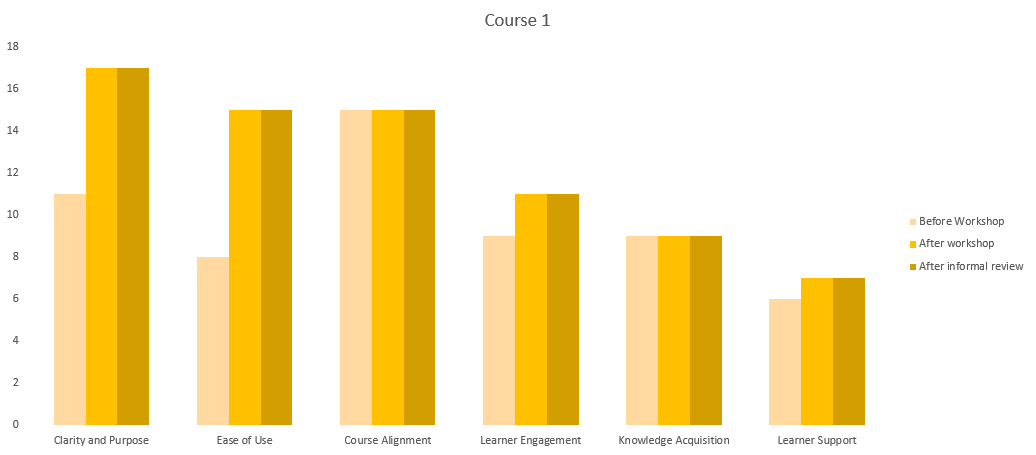 Course 1
18
16
14
12
10
8
6
4
2
0
Clarity and Purpose
Ease of Use
Course Alignment
Learner Engagement
Knowledge Acquisition
Learner Support
Before Workshop
After workshop
After informal review